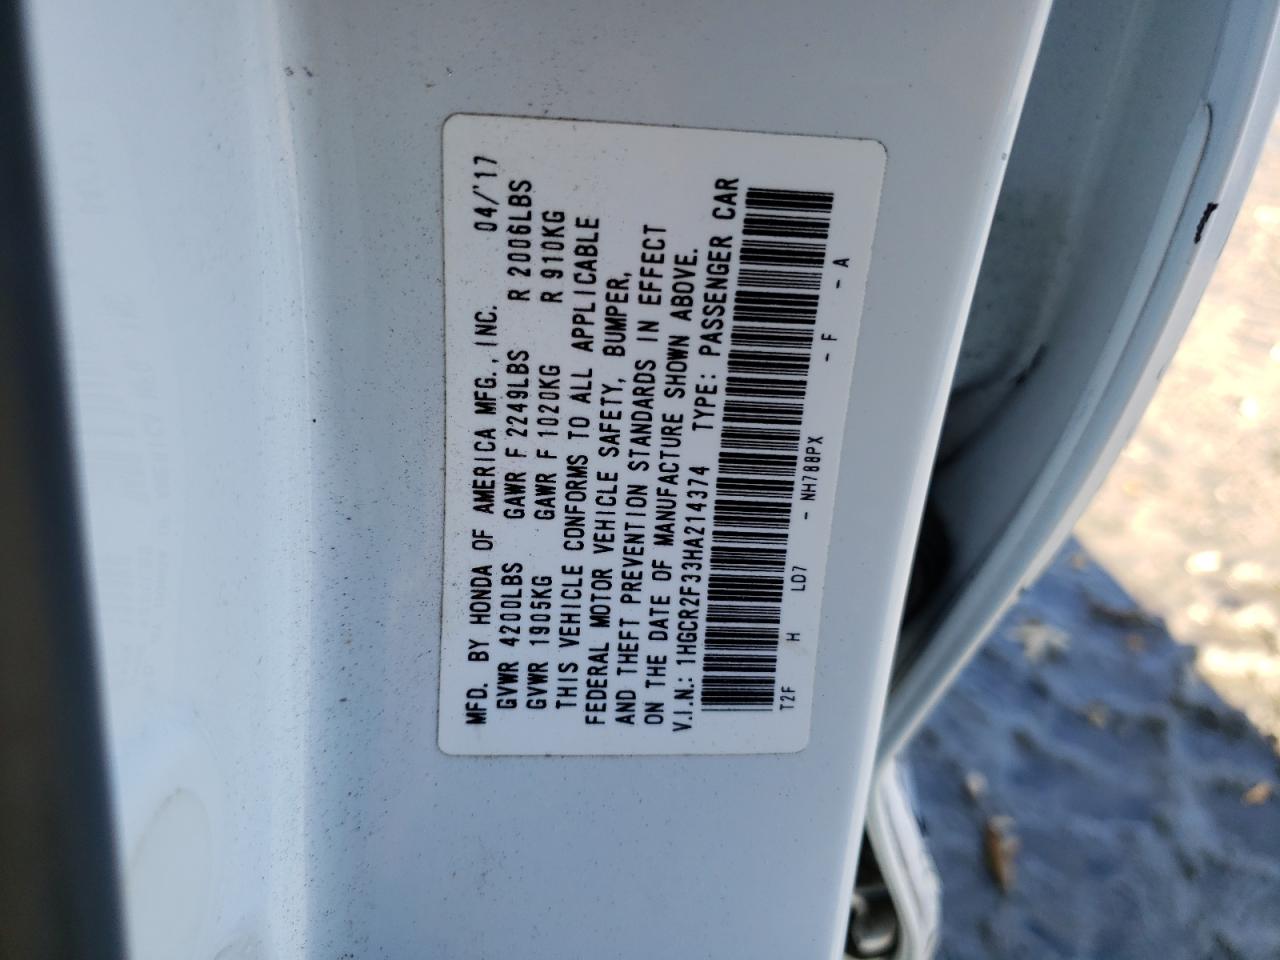 MFD. BY HONDA OF AMERICA MFG., INC. 04/'17
GVWR 4200LBS GAWR F 2249LBS R 2006LBS
GVWR 1905KG GAWR F 1020KG R 910KG
THIS VEHICLE CONFORMS TO ALL APPLICABLE
FEDERAL MOTOR VEHICLE SAFETY, BUMPER,
AND THEFT PREVENTION STANDARDS IN EFFECT
ON THE DATE OF MANUFACTURE SHOWN ABOVE.
V.I.N.: 1HGCR2F33HA214374 TYPE: PASSENGER CAR
T2F H LD7 - NH788PX - F - A